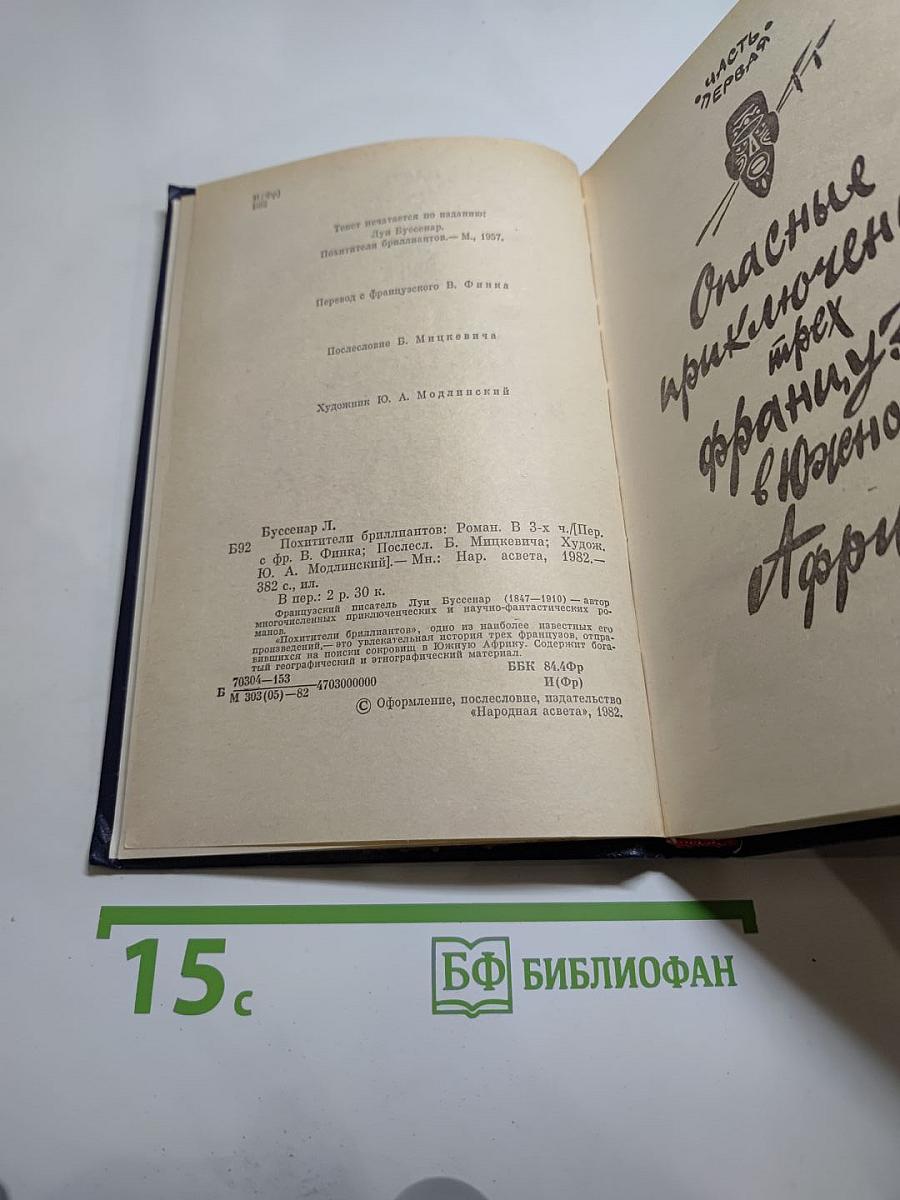 И(Фр)
Б92
Текст печатается по изданию:
Луи Буссенар.
Похитители бриллиантов.— М., 1957.
Перевод с французского В. Финка
Послесловие Б. Мицкевича
Художник Ю. А. Модлинский
Буссенар Л.
Б92 Похитители бриллиантов: Роман. В 3-х ч./[Пер.
с фр. В. Финка; Послесл. Б. Мицкевича; Худож.
Ю. А. Модлинский].— Мн.: Нар. асвета, 1982.—
382 с., ил.
В пер.: 2 р. 30 к.
Французский писатель Луи Буссенар (1847—1910) — автор
многочисленных приключенческих и научно-фантастических ро-
манов.
«Похитители бриллиантов», одно из наиболее известных его
произведений,— это увлекательная история трех французов, отпра-
вившихся на поиски сокровищ в Южную Африку. Содержит бога-
тый географический и этнографический материал.
Б 70304—153
М 303(05)—82 4703000000
ББК 84.4Фр
И(Фр)
© Оформление, послесловие, издательство
«Народная асвета», 1982.
ЧАСТЬ
ПЕРВАЯ
Опасные
приключен
трех
француз
в Южно
Афри
15 с
БФ БИБЛИОФАН